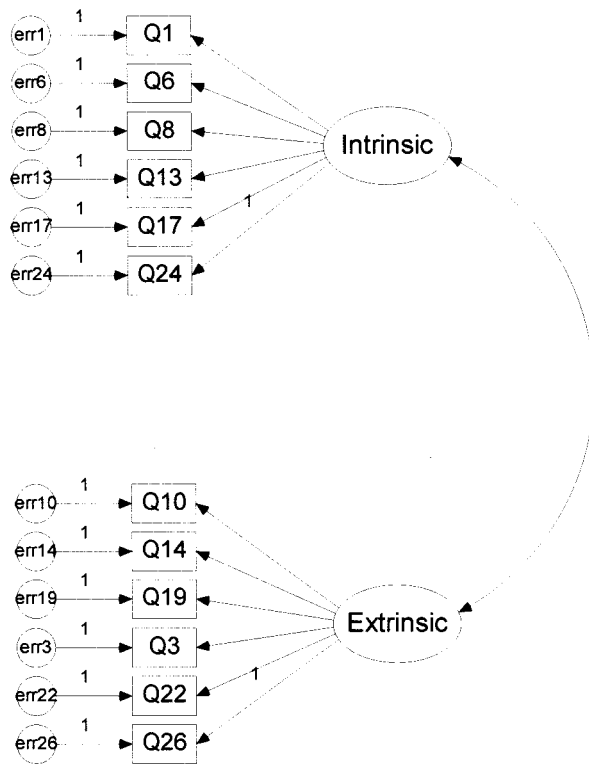 1
err1 Q1
1
err6 Q6
1
err8 Q8
Intrinsic
1
err13 Q13
1
1
err17 Q17
1
err24 Q24
1
err10 Q10
1
err14 Q14
1
err19 Q19
Extrinsic
1
err3 Q3
1
1
err22 Q22
1
err26 Q26